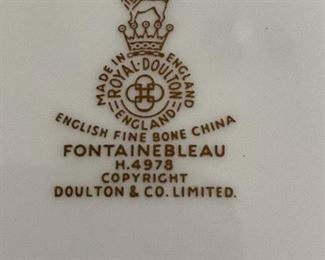 MADE IN ENGLAND
ROYAL·DOULTON
ENGLAND
ENGLISH FINE BONE CHINA
FONTAINEBLEAU
H.4978
COPYRIGHT
DOULTON & CO. LIMITED.